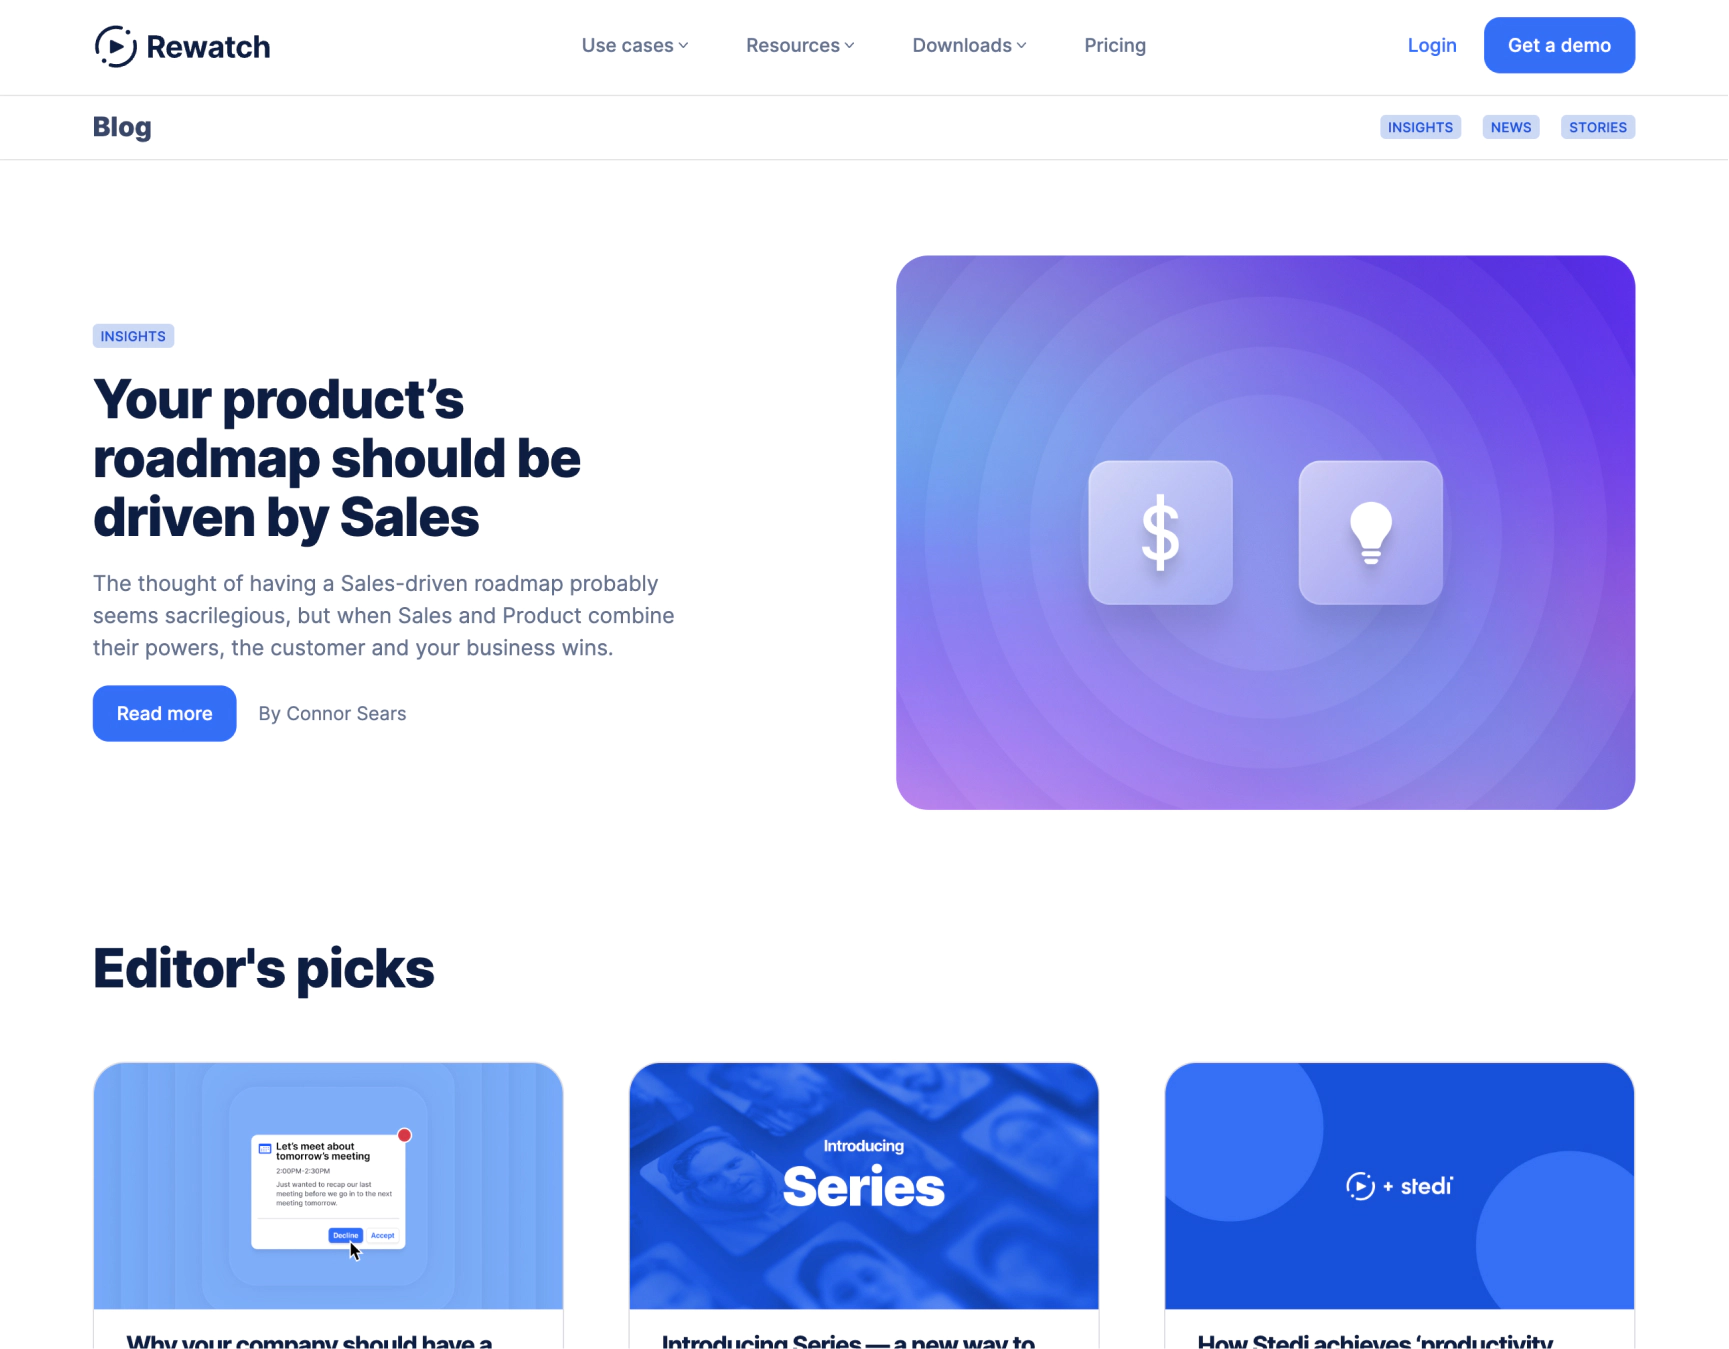 Rewatch
Use cases
Resources
Downloads
Pricing
Login
Get a demo
Blog
INSIGHTS
NEWS
STORIES
INSIGHTS
Your product’s
roadmap should be
driven by Sales
The thought of having a Sales-driven roadmap probably
seems sacrilegious, but when Sales and Product combine
their powers, the customer and your business wins.
Read more
By Connor Sears
$
Editor's picks
Let's meet about
tomorrow's meeting
2:00PM-2:30PM
Just wanted to recap our last
meeting before we go in to the next
meeting tomorrow.
Decline
Accept
Introducing
Series
+ stedi
Why your company should have a
Introducing Series — a new way to
How Stedi achieves ‘productivity